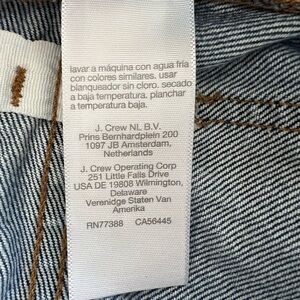 lavar a máquina con agua fría
con colores similares. usar
blanqueador sin cloro. secado
a baja temperatura. planchar
a temperatura baja.
J. Crew NL B.V.
Prins Bernhardplein 200
1097 JB Amsterdam,
Netherlands
J. Crew Operating Corp
251 Little Falls Drive
USA DE 19808 Wilmington,
Delaware
Verenidge Staten Van
Amerika
RN77388 CA56445